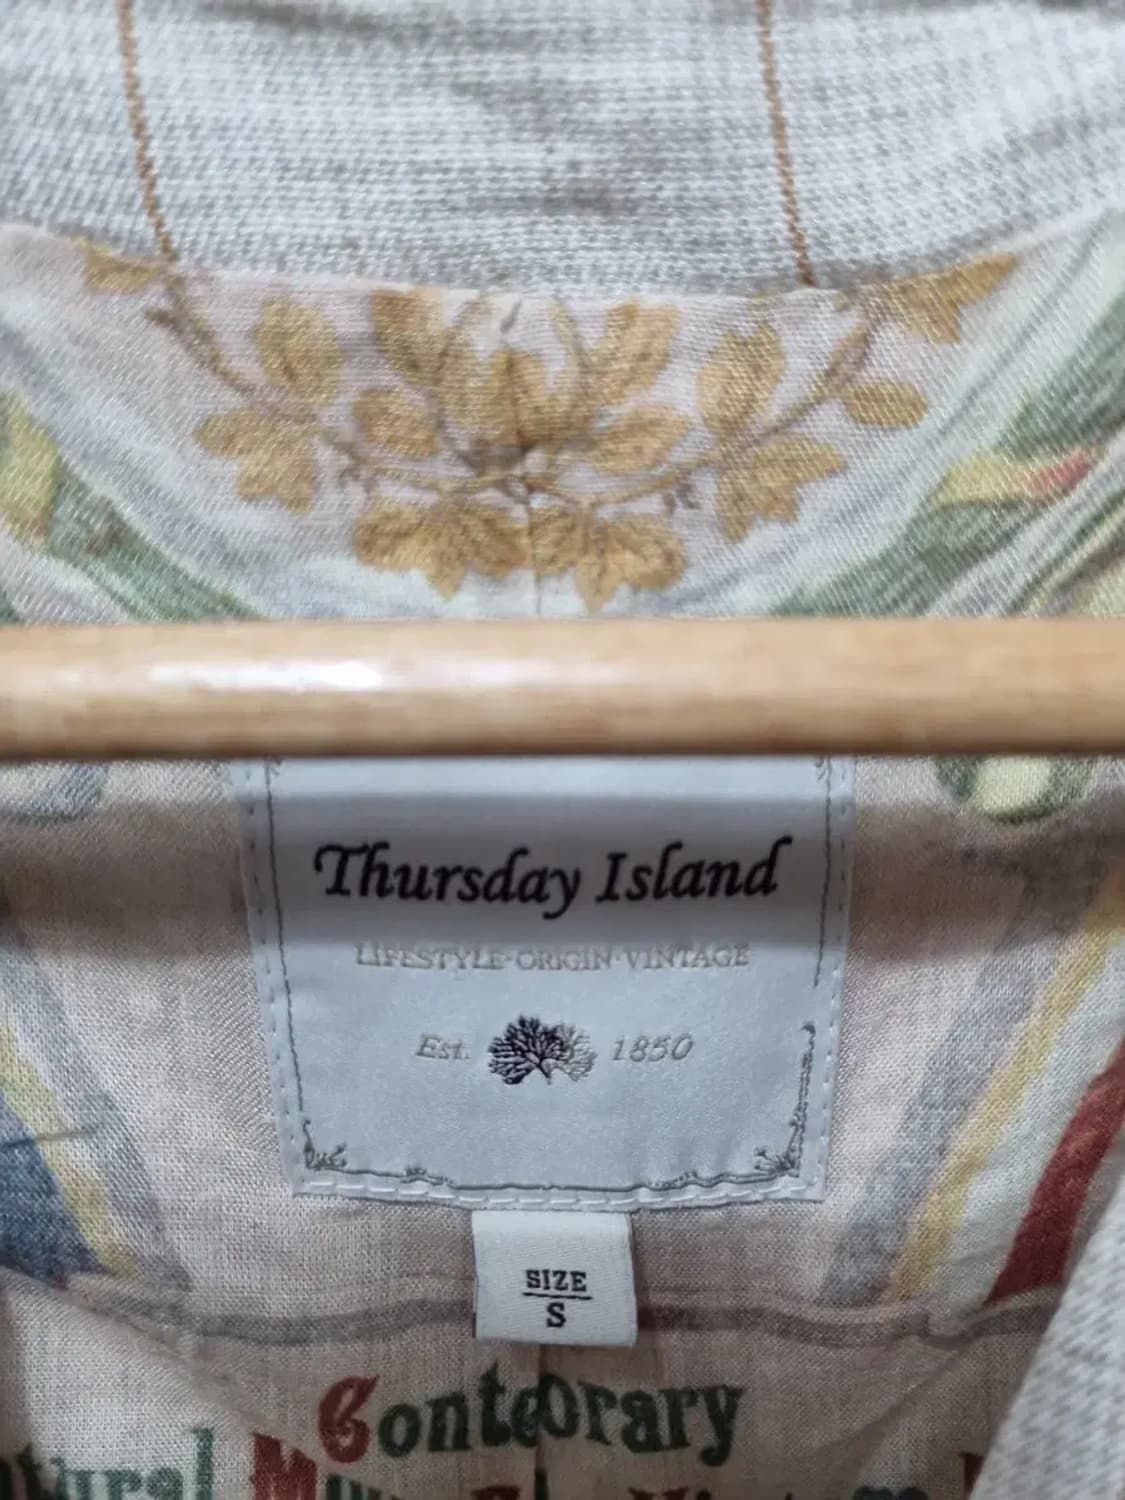 Thursday Island
LIFESTYLE·ORIGIN·VINTAGE
Est. 1850
SIZE
S
Conteorary